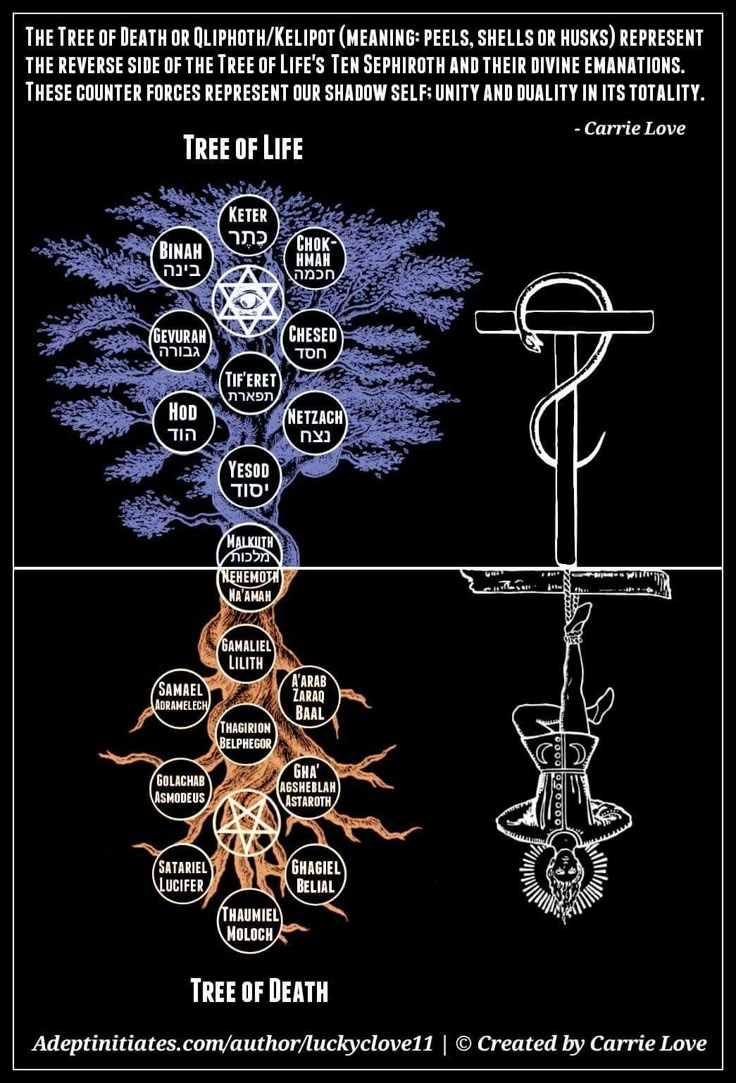 The Tree of Death or Qliphoth/Kelipot (meaning: peels, shells or husks) represent
the reverse side of the Tree of Life's Ten Sephiroth and their divine emanations.
These counter forces represent our shadow self; unity and duality in its totality.
- Carrie Love
Tree of Life
Keter
כֶּתֶר
Binah
בינה
Chok-
hmah
חכמה
Gevurah
גבורה
Chesed
חסד
Tif'eret
תפארת
Hod
הוד
Netzach
נצח
Yesod
יסוד
Malkuth
מלכות
Nehemoth
Na'amah
Gamaliel
Lilith
Samael
Adramelech
A'arab
Zaraq
Baal
Thagirion
Belphegor
Golachab
Asmodeus
Gha'
agsheblah
Astaroth
Satariel
Lucifer
Ghagiel
Belial
Thaumiel
Moloch
Tree of Death
Adeptinitiates.com/author/luckyclove11 | © Created by Carrie Love